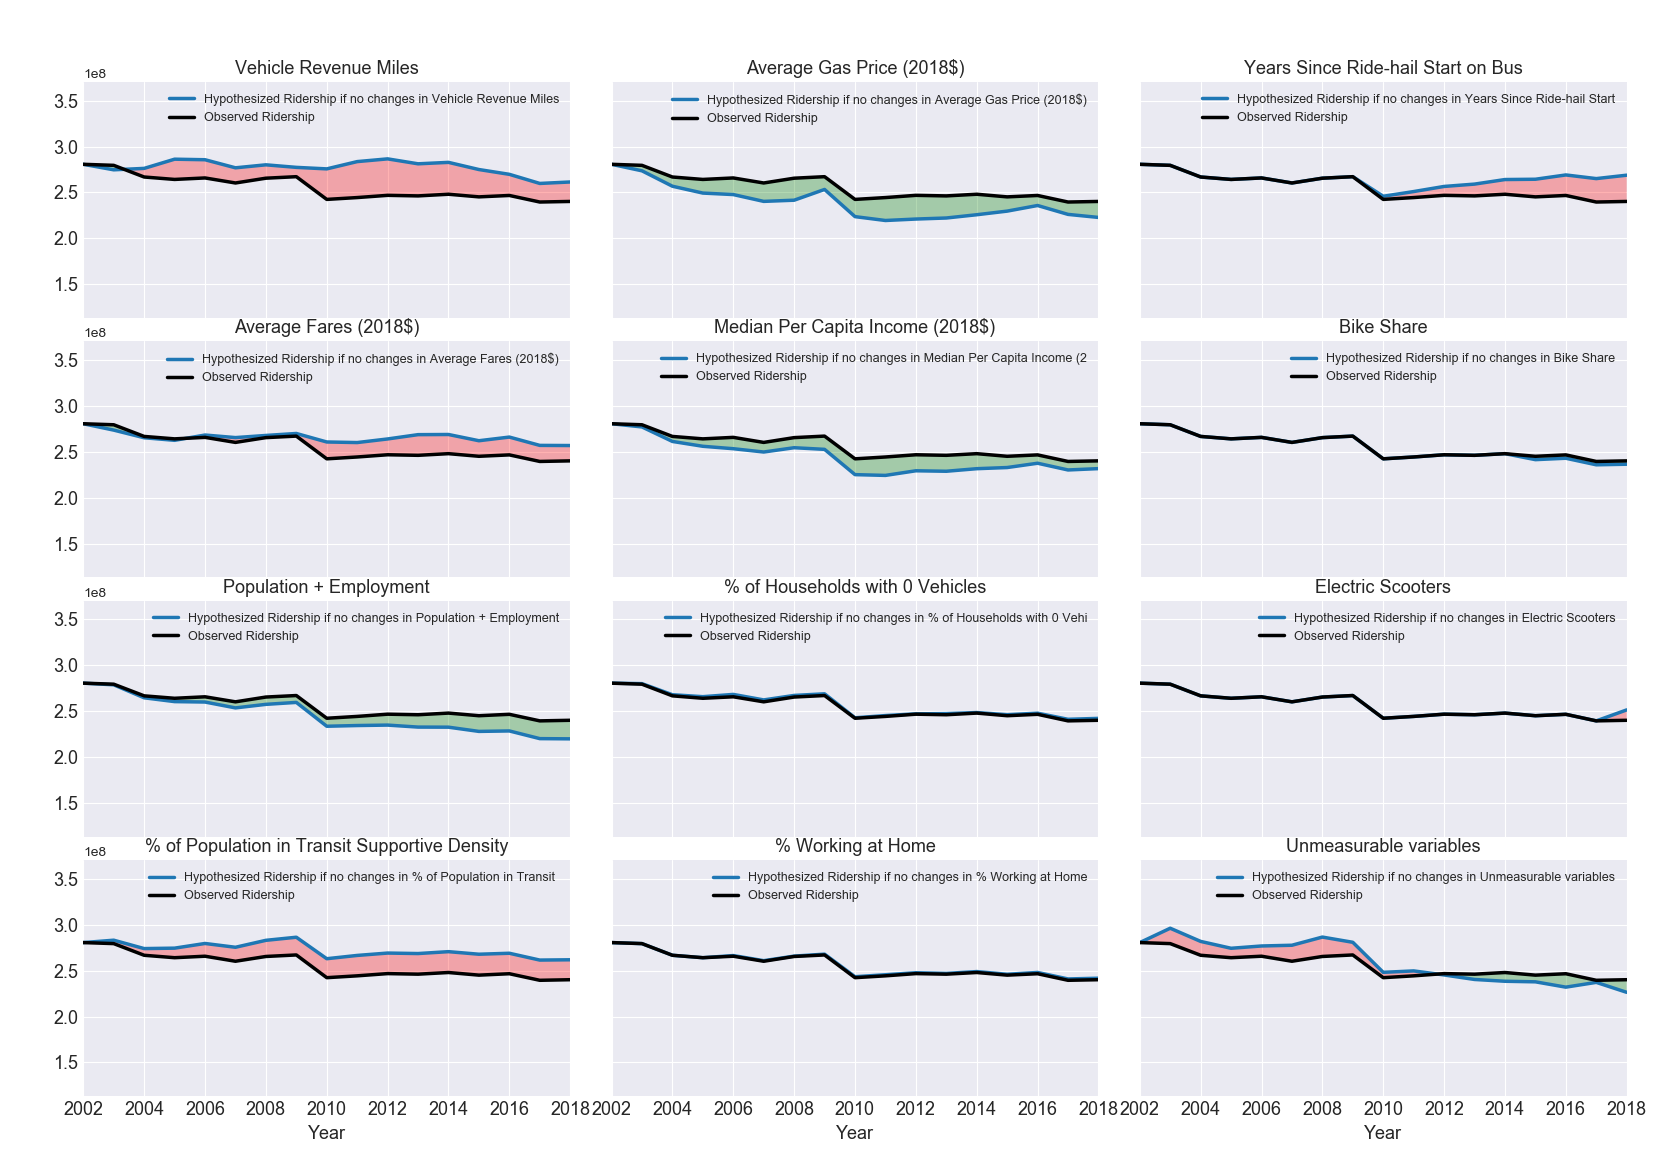 Vehicle Revenue Miles
1e8
3.5
3.0
2.5
2.0
1.5
Hypothesized Ridership if no changes in Vehicle Revenue Miles
Observed Ridership
Average Gas Price (2018$)
Hypothesized Ridership if no changes in Average Gas Price (2018$)
Observed Ridership
Years Since Ride-hail Start on Bus
Hypothesized Ridership if no changes in Years Since Ride-hail Start
Observed Ridership
Average Fares (2018$)
1e8
3.5
3.0
2.5
2.0
1.5
Hypothesized Ridership if no changes in Average Fares (2018$)
Observed Ridership
Median Per Capita Income (2018$)
Hypothesized Ridership if no changes in Median Per Capita Income (2
Observed Ridership
Bike Share
Hypothesized Ridership if no changes in Bike Share
Observed Ridership
Population + Employment
1e8
3.5
3.0
2.5
2.0
1.5
Hypothesized Ridership if no changes in Population + Employment
Observed Ridership
% of Households with 0 Vehicles
Hypothesized Ridership if no changes in % of Households with 0 Vehi
Observed Ridership
Electric Scooters
Hypothesized Ridership if no changes in Electric Scooters
Observed Ridership
% of Population in Transit Supportive Density
1e8
3.5
3.0
2.5
2.0
1.5
Hypothesized Ridership if no changes in % of Population in Transit
Observed Ridership
2002 2004 2006 2008 2010 2012 2014 2016 2018
Year
% Working at Home
Hypothesized Ridership if no changes in % Working at Home
Observed Ridership
2002 2004 2006 2008 2010 2012 2014 2016 2018
Year
Unmeasurable variables
Hypothesized Ridership if no changes in Unmeasurable variables
Observed Ridership
2002 2004 2006 2008 2010 2012 2014 2016 2018
Year